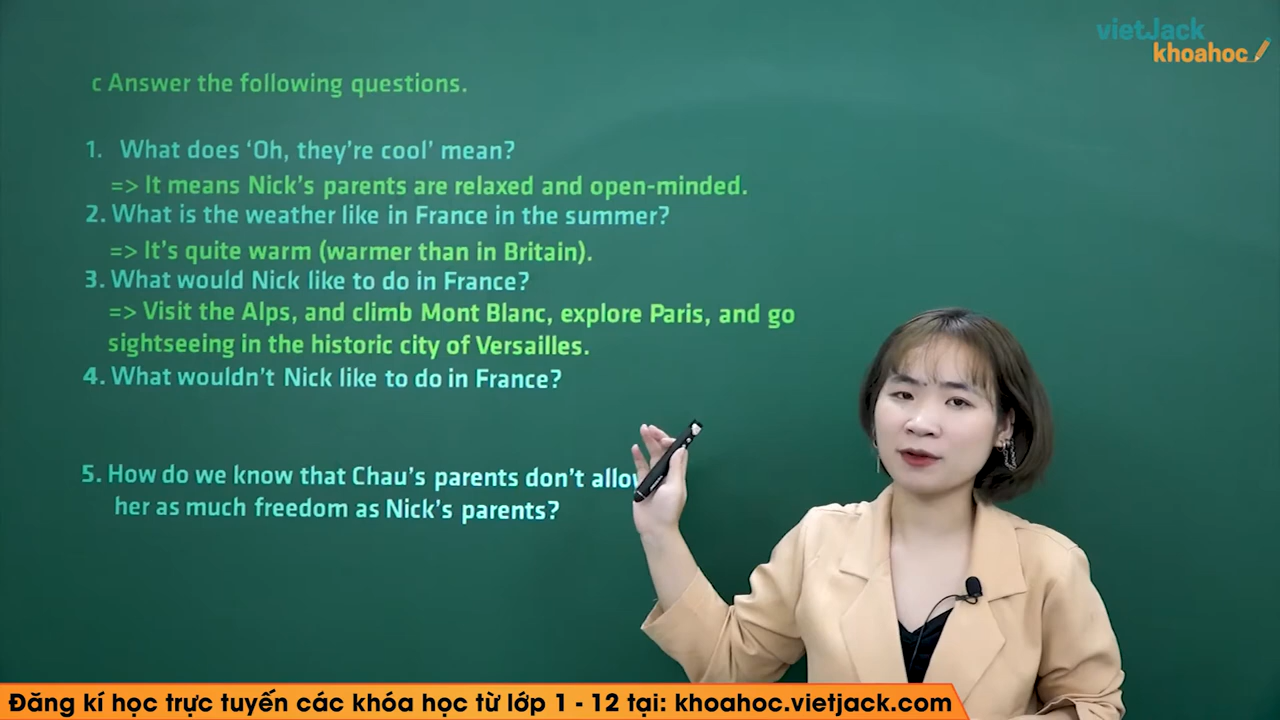 vietJack
khoahoc
c Answer the following questions.
1. What does ‘Oh, they’re cool’ mean?
=> It means Nick’s parents are relaxed and open-minded.
2. What is the weather like in France in the summer?
=> It’s quite warm (warmer than in Britain).
3. What would Nick like to do in France?
=> Visit the Alps, and climb Mont Blanc, explore Paris, and go
sightseeing in the historic city of Versailles.
4. What wouldn’t Nick like to do in France?
5. How do we know that Chau’s parents don’t
her as much freedom as Nick’s parents?
Đăng kí học trực tuyến các khóa học từ lớp 1 - 12 tại: khoahoc.vietjack.com